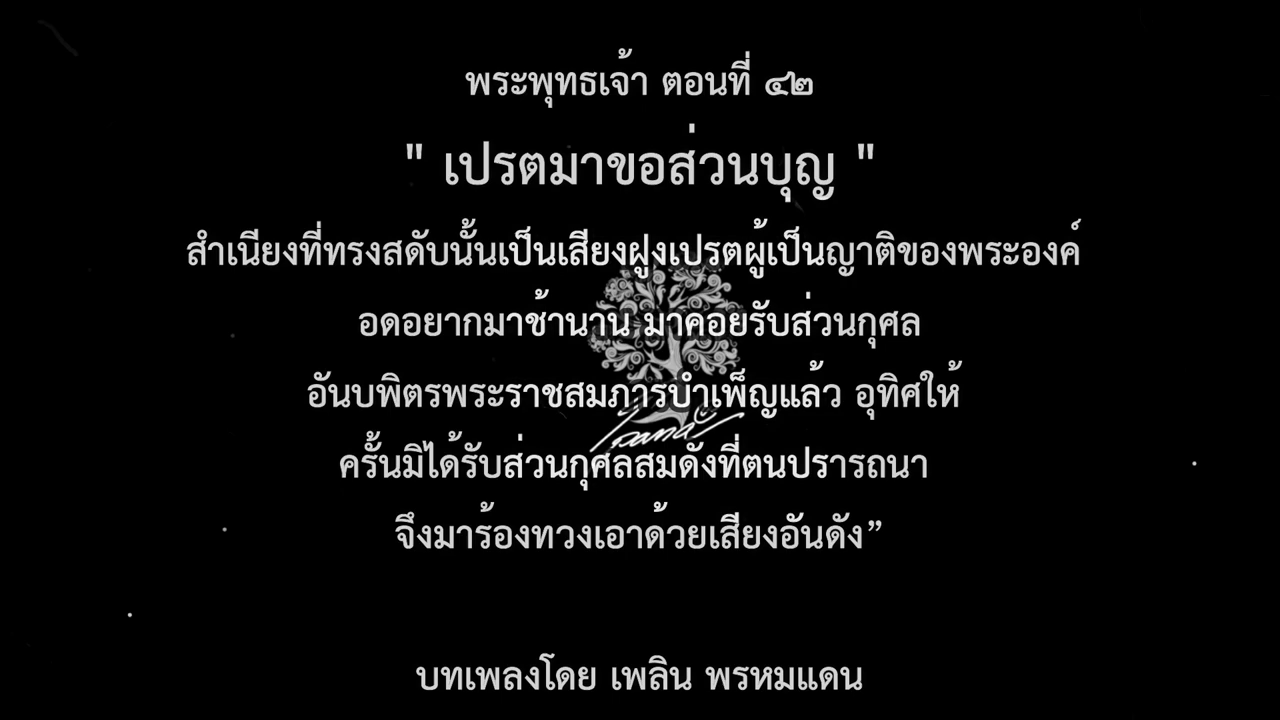 พระพุทธเจ้า ตอนที่ ๔๒
" เปรตมาขอส่วนบุญ "
สำเนียงที่ทรงสดับนั้นเป็นเสียงฝูงเปรตผู้เป็นญาติของพระองค์
อดอยากมาช้านาน มาคอยรับส่วนกุศล
อันบพิตรพระราชสมภารบำเพ็ญแล้ว อุทิศให้
ครั้นมิได้รับส่วนกุศลสมดังที่ตนปรารถนา
จึงมาร้องทวงเอาด้วยเสียงอันดัง”
บทเพลงโดย เพลิน พรหมแดน